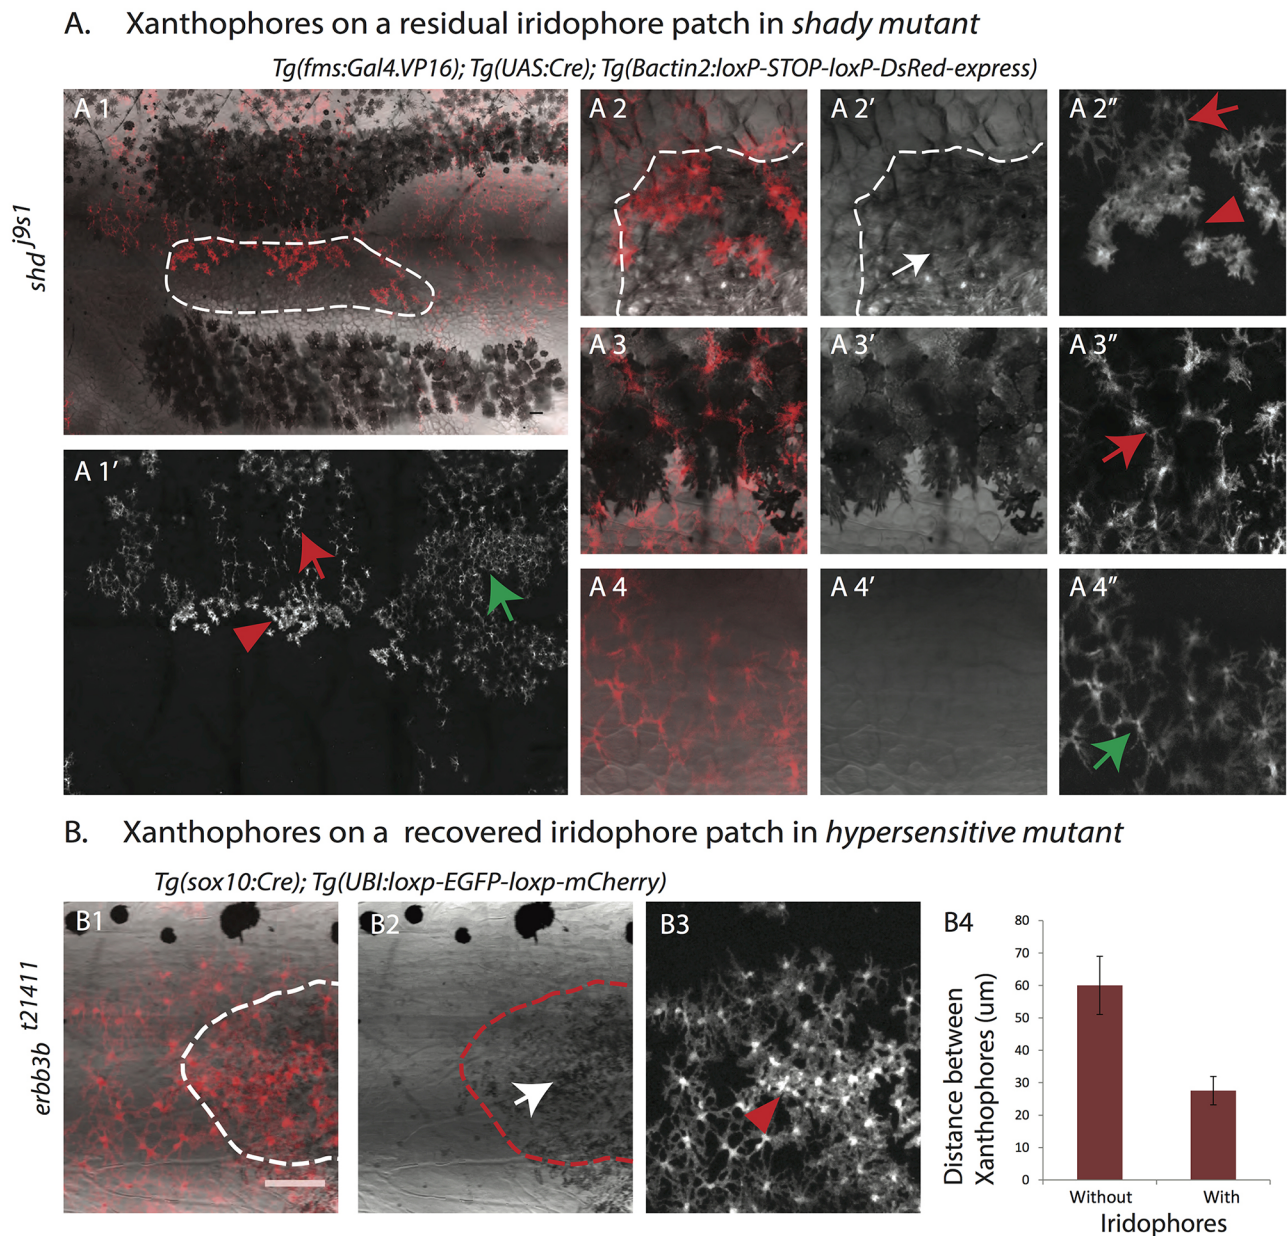 A. Xanthophores on a residual iridophore patch in shady mutant
Tg(fms:Gal4.VP16); Tg(UAS:Cre); Tg(Bactin2:loxP-STOP-loxP-DsRed-express)
shd j9s1
A 1
A 2
A 2′
A 2″
A 3
A 3′
A 3″
A 1′
A 4
A 4′
A 4″
B. Xanthophores on a recovered iridophore patch in hypersensitive mutant
Tg(sox10:Cre); Tg(UBI:loxp-EGFP-loxp-mCherry)
erbb3b t21411
B1
B2
B3
B4
Distance between
Xanthophores (um)
80
70
60
50
40
30
20
10
0
Without
With
Iridophores